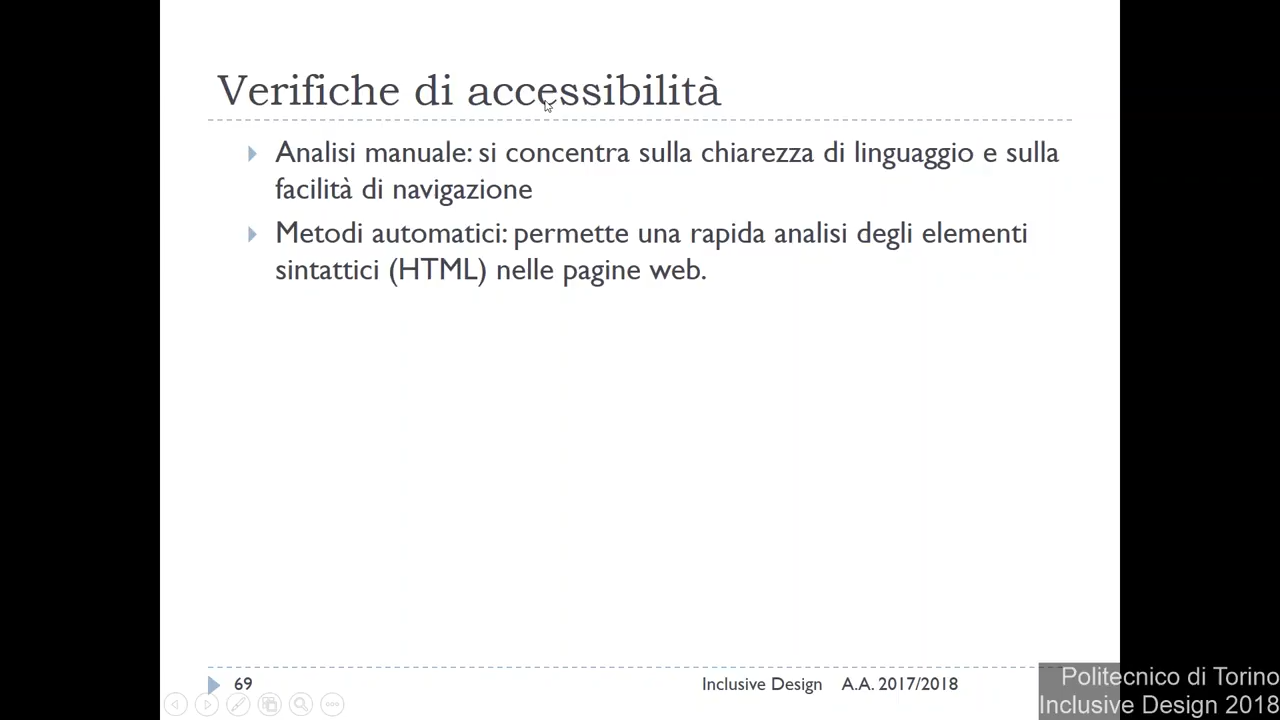 Verifiche di accessibilità
Analisi manuale: si concentra sulla chiarezza di linguaggio e sulla
facilità di navigazione
Metodi automatici: permette una rapida analisi degli elementi
sintattici (HTML) nelle pagine web.
69
Inclusive Design A.A. 2017/2018
Politecnico di Torino
Inclusive Design 2018